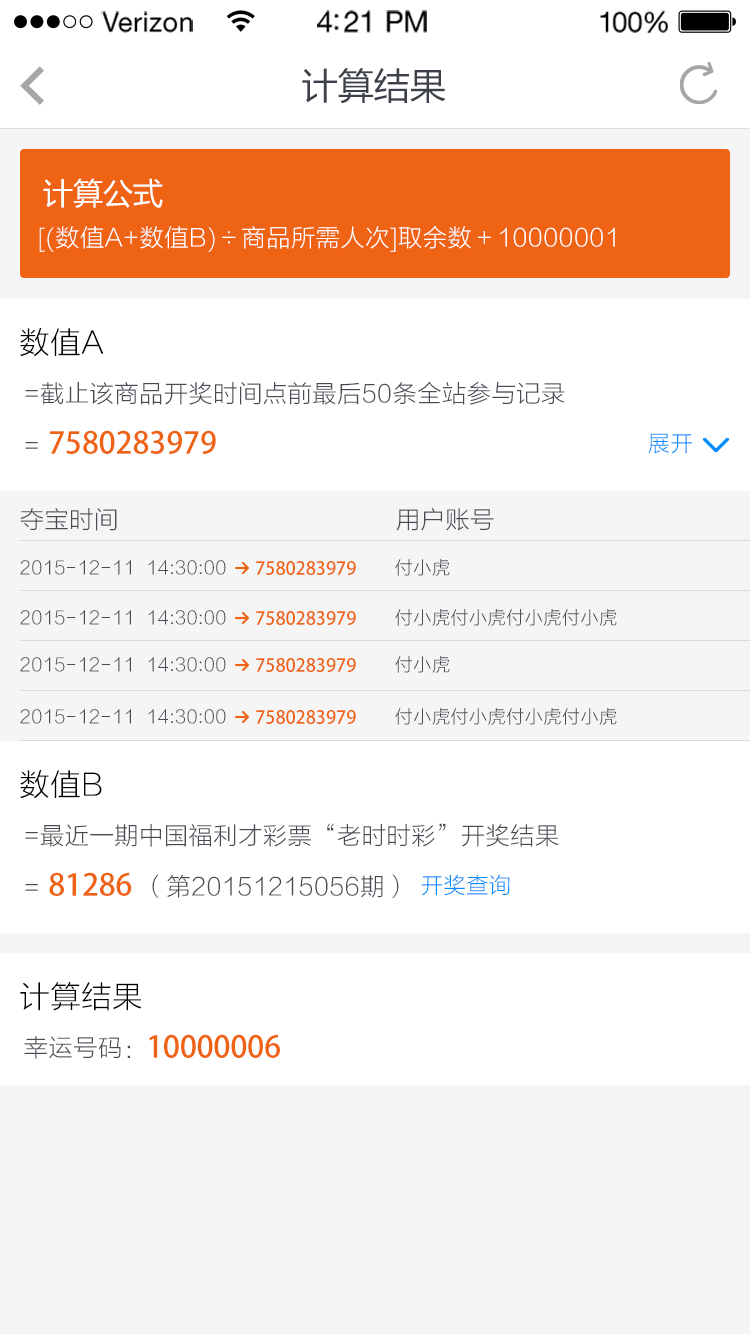 Verizon 4:21 PM 100%
计算结果
计算公式
[(数值A+数值B)÷商品所需人次]取余数+10000001
数值A
=截止该商品开奖时间点前最后50条全站参与记录
= 7580283979 展开
夺宝时间 用户账号
2015-12-11 14:30:00 → 7580283979 付小虎
2015-12-11 14:30:00 → 7580283979 付小虎付小虎付小虎付小虎
2015-12-11 14:30:00 → 7580283979 付小虎
2015-12-11 14:30:00 → 7580283979 付小虎付小虎付小虎付小虎
数值B
=最近一期中国福利才彩票“老时时彩”开奖结果
= 81286 （第20151215056期） 开奖查询
计算结果
幸运号码：10000006